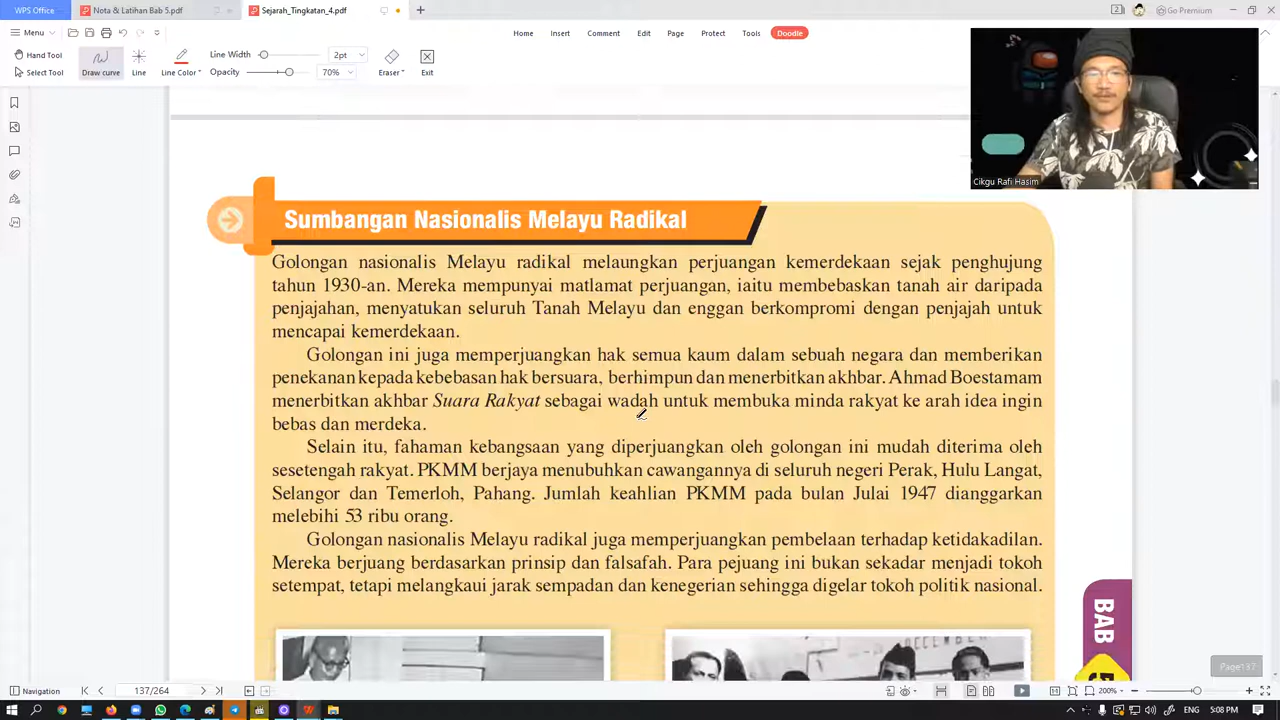 WPS Office
Nota & Latihan Bab 5.pdf
Sejarah_Tingkatan_4.pdf
Go Premium
Menu
Home Insert Comment Edit Page Protect Tools Doodle
Hand Tool
Select Tool
Draw curve
Line
Line Color
Line Width 2pt
Opacity 70%
Eraser
Exit
Cikgu Rafi Hasim
Sumbangan Nasionalis Melayu Radikal
Golongan nasionalis Melayu radikal melaungkan perjuangan kemerdekaan sejak penghujung
tahun 1930-an. Mereka mempunyai matlamat perjuangan, iaitu membebaskan tanah air daripada
penjajahan, menyatukan seluruh Tanah Melayu dan enggan berkompromi dengan penjajah untuk
mencapai kemerdekaan.
Golongan ini juga memperjuangkan hak semua kaum dalam sebuah negara dan memberikan
penekanan kepada kebebasan hak bersuara, berhimpun dan menerbitkan akhbar. Ahmad Boestamam
menerbitkan akhbar Suara Rakyat sebagai wadah untuk membuka minda rakyat ke arah idea ingin
bebas dan merdeka.
Selain itu, fahaman kebangsaan yang diperjuangkan oleh golongan ini mudah diterima oleh
sesetengah rakyat. PKMM berjaya menubuhkan cawangannya di seluruh negeri Perak, Hulu Langat,
Selangor dan Temerloh, Pahang. Jumlah keahlian PKMM pada bulan Julai 1947 dianggarkan
melebihi 53 ribu orang.
Golongan nasionalis Melayu radikal juga memperjuangkan pembelaan terhadap ketidakadilan.
Mereka berjuang berdasarkan prinsip dan falsafah. Para pejuang ini bukan sekadar menjadi tokoh
setempat, tetapi melangkaui jarak sempadan dan kenegerian sehingga digelar tokoh politik nasional.
BAB
DECEMBER
Page137
Navigation
137/264
200%
ENG 5:08 PM